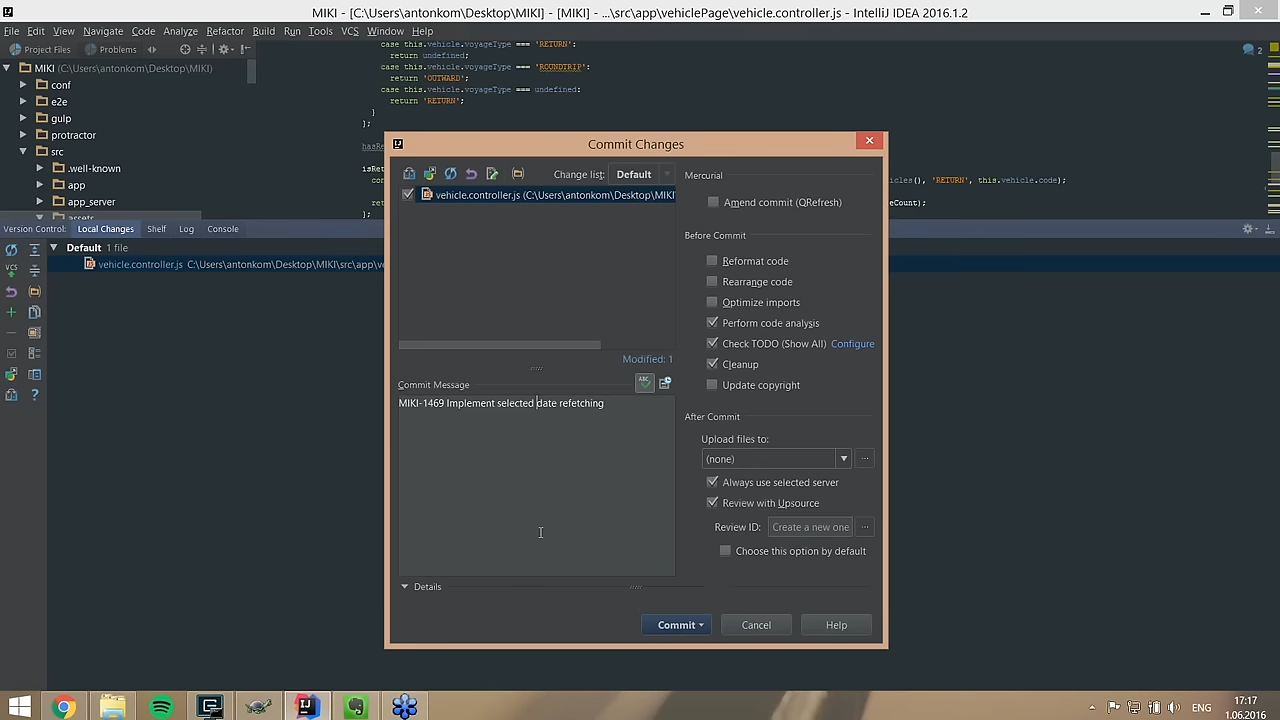 MIKI - [C:\Users\antonkom\Desktop\MIKI] - [MIKI] - ...\src\app\vehiclePage\vehicle.controller.js - IntelliJ IDEA 2016.1.2
File Edit View Navigate Code Analyze Refactor Build Run Tools VCS Window Help
Project Files Problems
MIKI (C:\Users\antonkom\Desktop\MIKI)
conf
e2e
gulp
protractor
src
.well-known
app
app_server
assets
case this.vehicle.voyageType === 'RETURN':
return undefined;
case this.vehicle.voyageType === 'ROUNDTRIP':
return 'OUTWARD';
case this.vehicle.voyageType === undefined:
return 'RETURN';
}
};
2
icles(), 'RETURN', this.vehicle.code);
eCount);
Version Control: Local Changes Shelf Log Console
Default 1 file
vehicle.controller.js C:\Users\antonkom\Desktop\MIKI\src\app\ve
Commit Changes
Change list: Default
vehicle.controller.js (C:\Users\antonkom\Desktop\MIKI
Modified: 1
Commit Message
MIKI-1469 Implement selected date refetching
Details
Mercurial
Amend commit (QRefresh)
Before Commit
Reformat code
Rearrange code
Optimize imports
Perform code analysis
Check TODO (Show All) Configure
Cleanup
Update copyright
After Commit
Upload files to:
(none)
Always use selected server
Review with Upsource
Review ID: Create a new one
Choose this option by default
Commit Cancel Help
ENG
17:17
1.06.2016